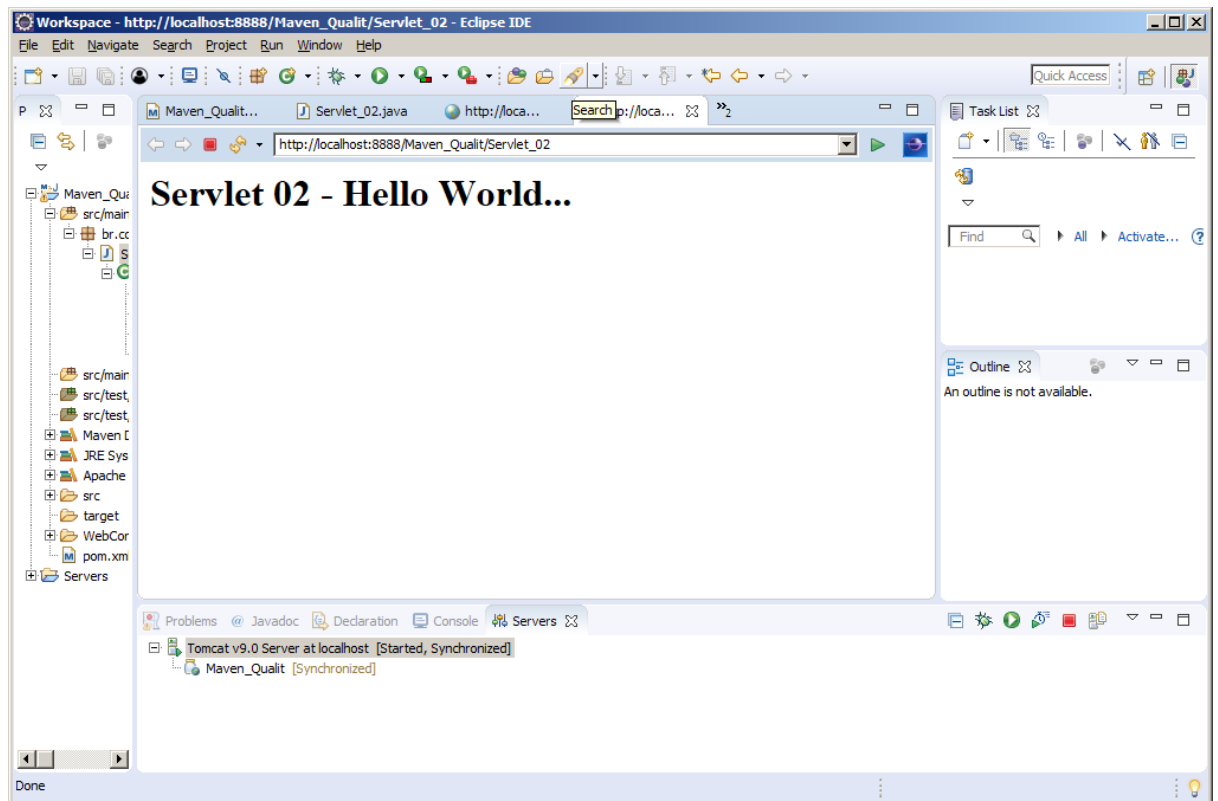 Workspace - http://localhost:8888/Maven_Qualit/Servlet_02 - Eclipse IDE
File Edit Navigate Search Project Run Window Help
Quick Access
P
Maven_Qualit... Servlet_02.java http://loca... Search p://loca... »2
Task List
http://localhost:8888/Maven_Qualit/Servlet_02
Servlet 02 - Hello World...
Find All Activate...
Maven_Qua
src/main
br.co
S
src/main
src/test,
src/test,
Maven D
JRE Sys
Apache
src
target
WebCor
pom.xm
Servers
Outline
An outline is not available.
Problems @ Javadoc Declaration Console Servers
Tomcat v9.0 Server at localhost [Started, Synchronized]
Maven_Qualit [Synchronized]
Done